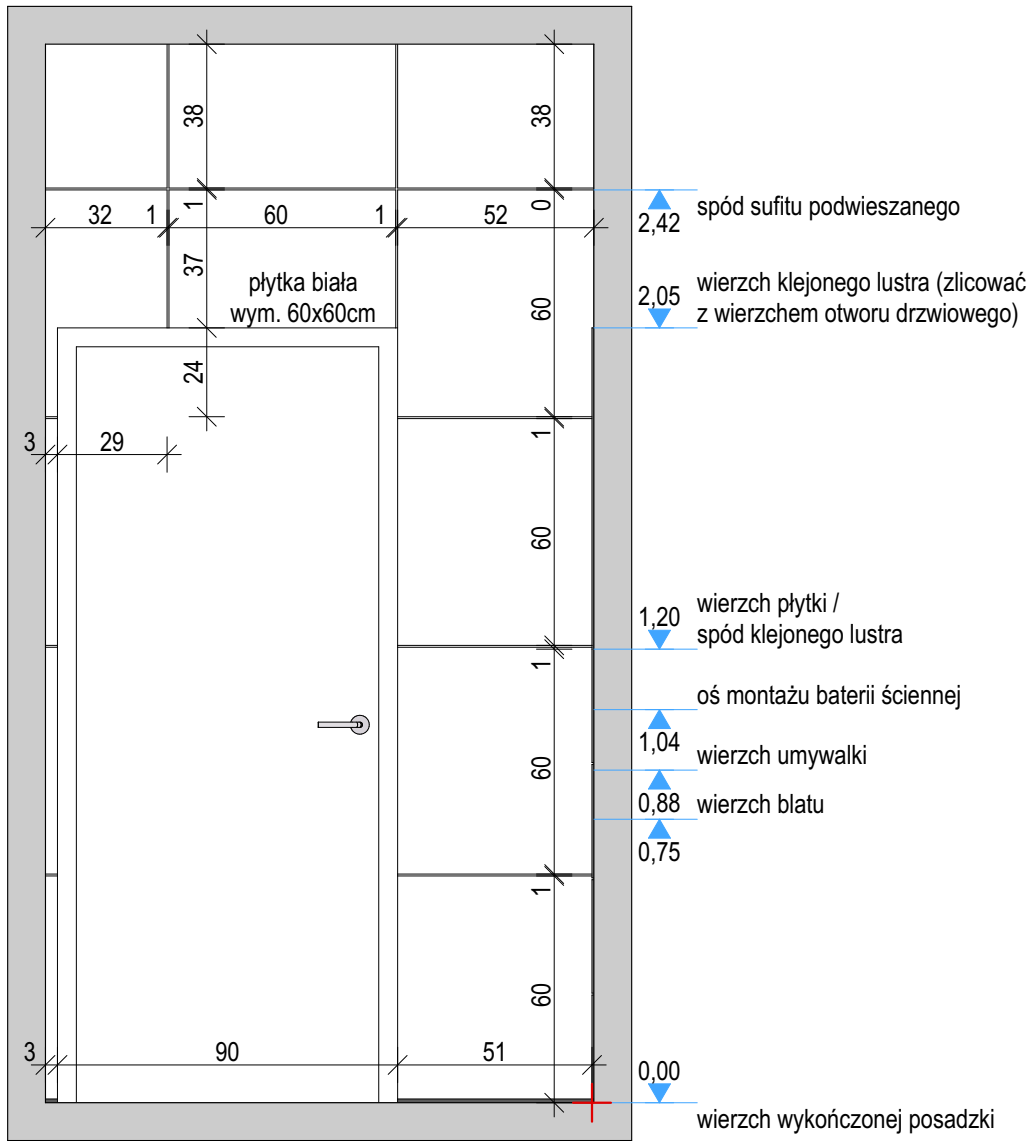 38
38
1
0
spód sufitu podwieszanego
2,42
32
1
60
1
52
37
płytka biała
wym. 60x60cm
60
wierzch klejonego lustra (zlicować
z wierzchem otworu drzwiowego)
2,05
24
3
29
1
60
1,20
wierzch płytki /
spód klejonego lustra
1
oś montażu baterii ściennej
1,04
wierzch umywalki
60
0,88
wierzch blatu
0,75
1
60
3
90
51
0,00
wierzch wykończonej posadzki